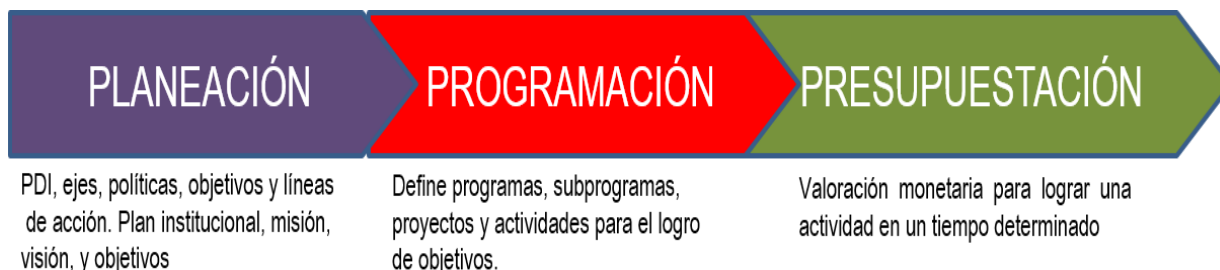 PLANEACIÓN
PROGRAMACIÓN
PRESUPUESTACIÓN
PDI, ejes, políticas, objetivos y líneas
de acción. Plan institucional, misión,
visión, y objetivos
Define programas, subprogramas,
proyectos y actividades para el logro
de objetivos.
Valoración monetaria para lograr una
actividad en un tiempo determinado